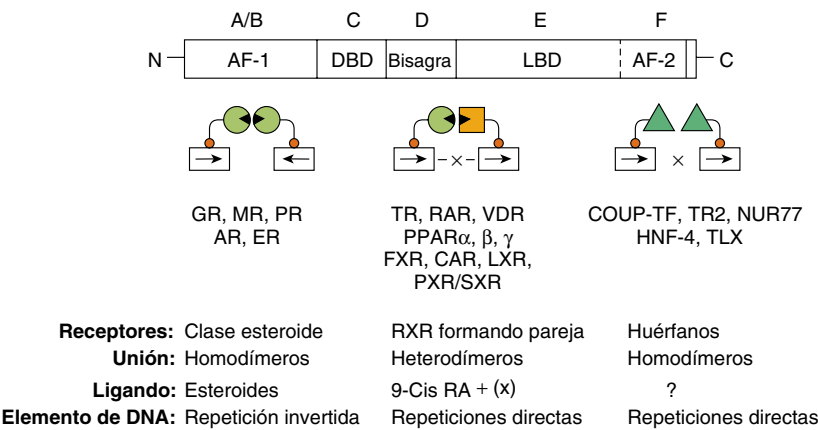 A/B C D E F
N AF-1 DBD Bisagra LBD AF-2 C
-×- ×
GR, MR, PR TR, RAR, VDR COUP-TF, TR2, NUR77
AR, ER PPARα, β, γ HNF-4, TLX
FXR, CAR, LXR,
PXR/SXR
Receptores: Clase esteroide RXR formando pareja Huérfanos
Unión: Homodímeros Heterodímeros Homodímeros
Ligando: Esteroides 9-Cis RA + (x) ?
Elemento de DNA: Repetición invertida Repeticiones directas Repeticiones directas